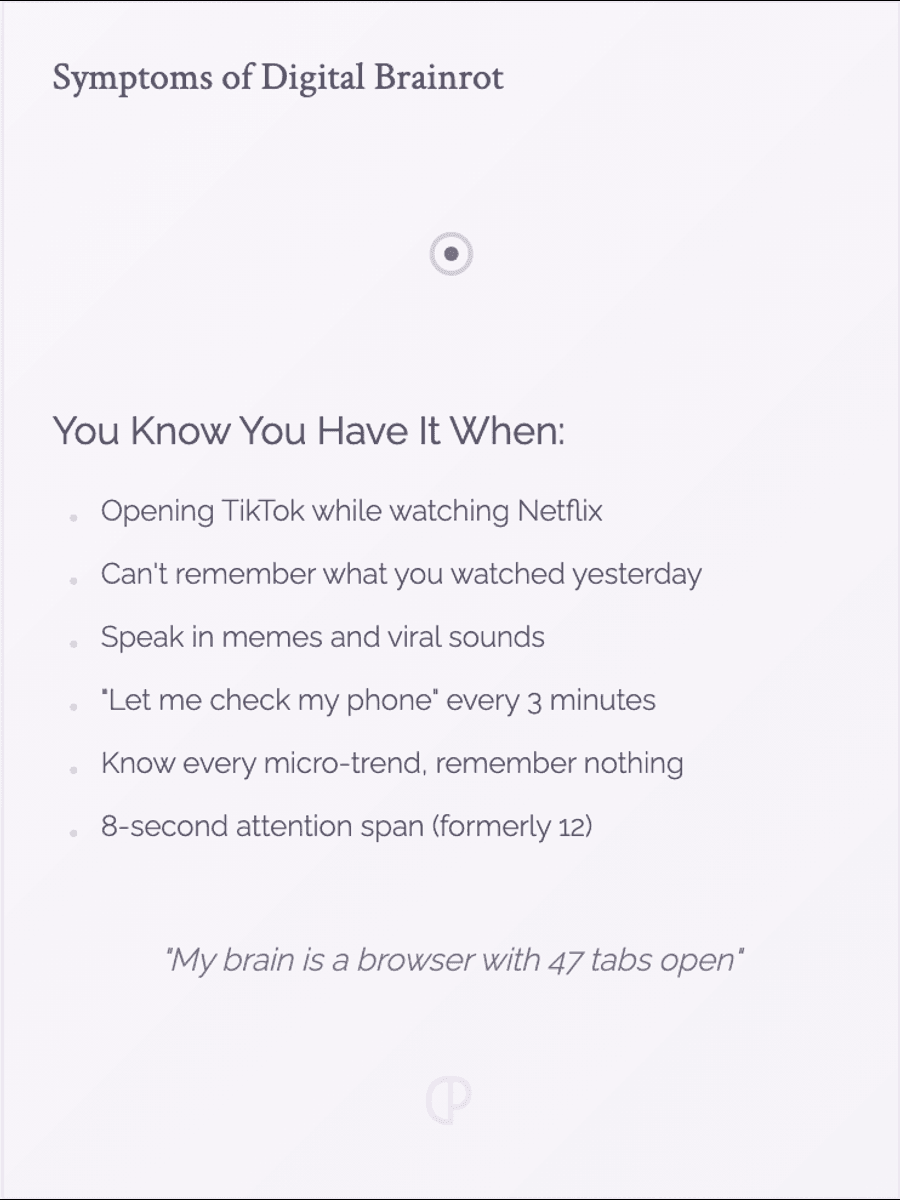 Symptoms of Digital Brainrot
You Know You Have It When:
Opening TikTok while watching Netflix
Can't remember what you watched yesterday
Speak in memes and viral sounds
"Let me check my phone" every 3 minutes
Know every micro-trend, remember nothing
8-second attention span (formerly 12)
"My brain is a browser with 47 tabs open"